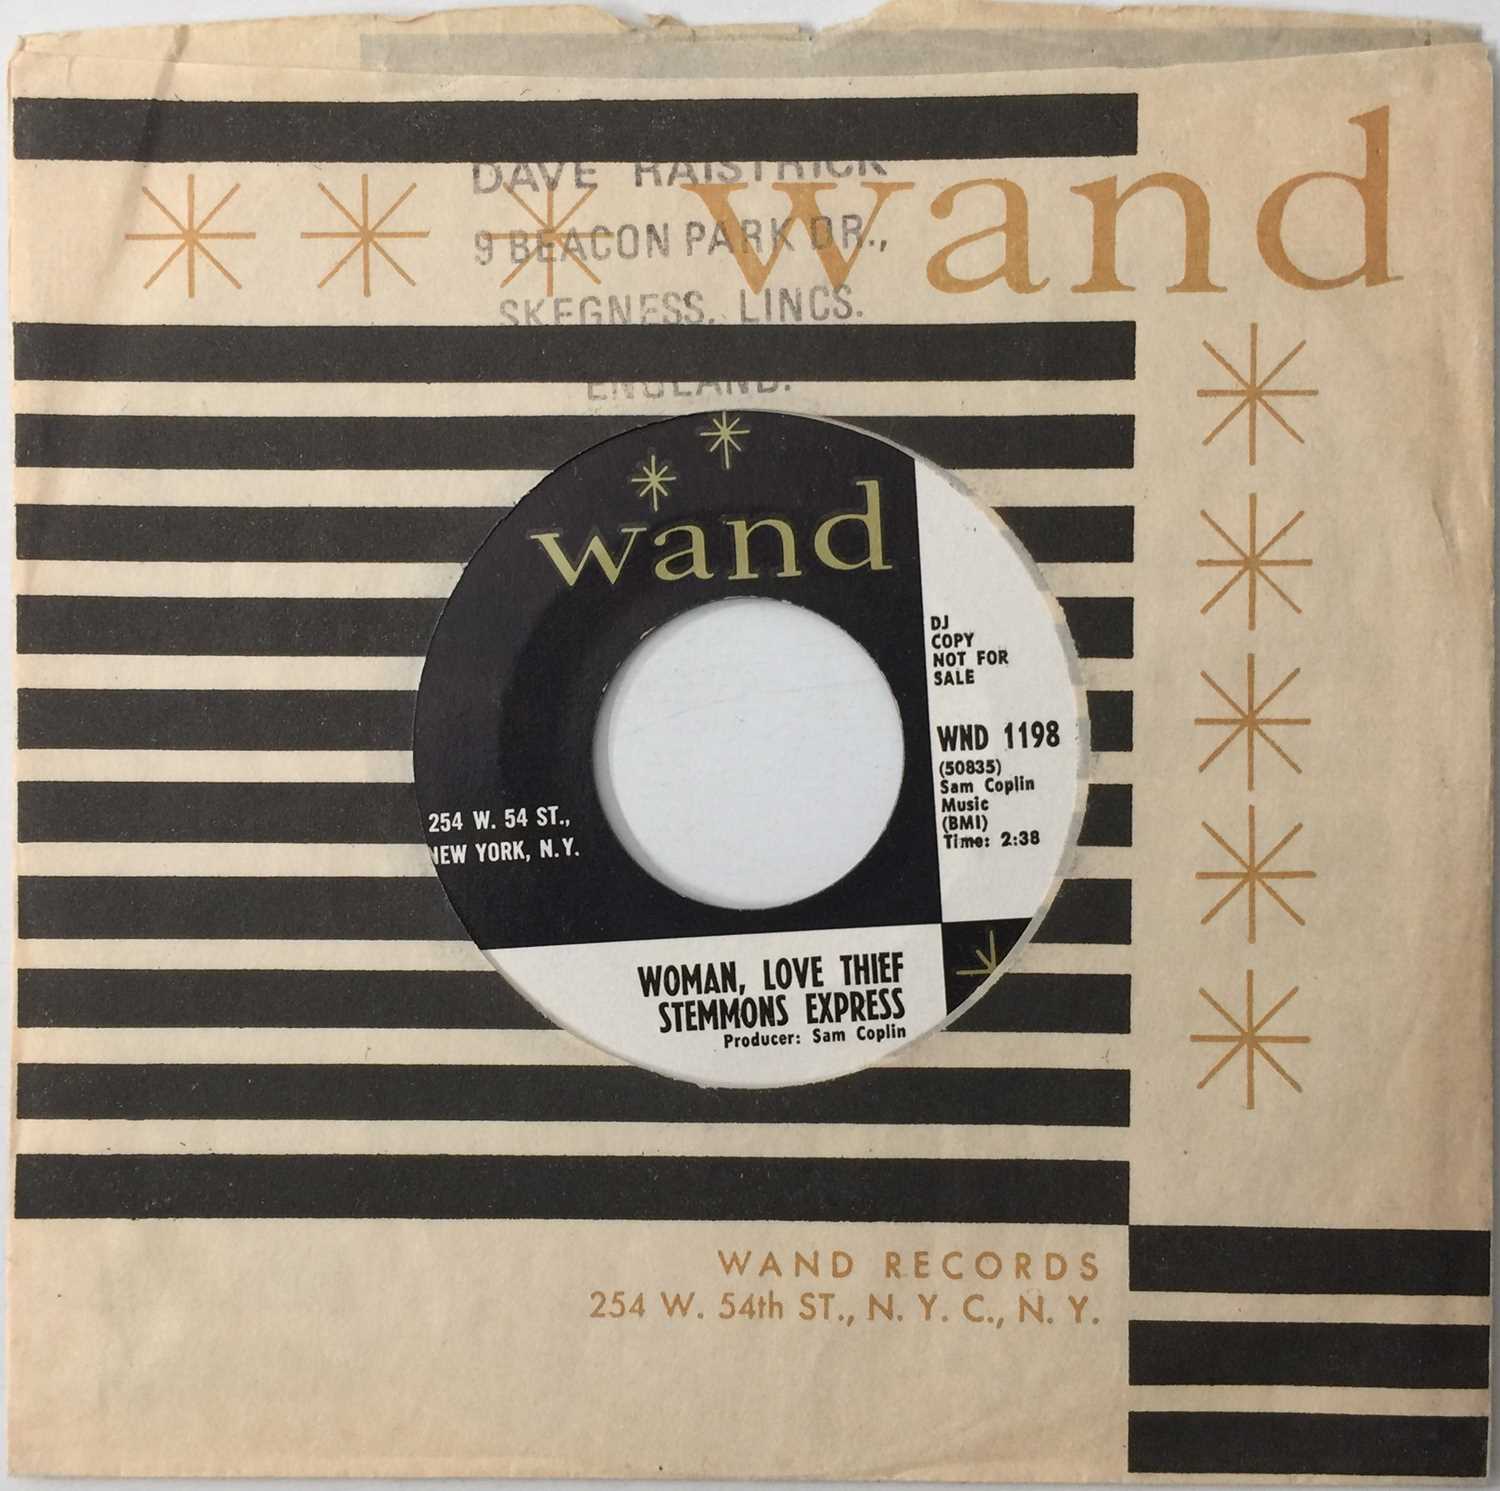 DAVE RAISTRICK
wand
9 BEACON PARK DR.,
SKEGNESS, LINCS.
ENGLAND.
wand
DJ
COPY
NOT FOR
SALE
WND 1198
(50835)
Sam Coplin
Music
(BMI)
Time: 2:38
254 W. 54 ST.,
NEW YORK, N.Y.
WOMAN, LOVE THIEF
STEMMONS EXPRESS
Producer: Sam Coplin
WAND RECORDS
254 W. 54th ST., N. Y. C., N. Y.